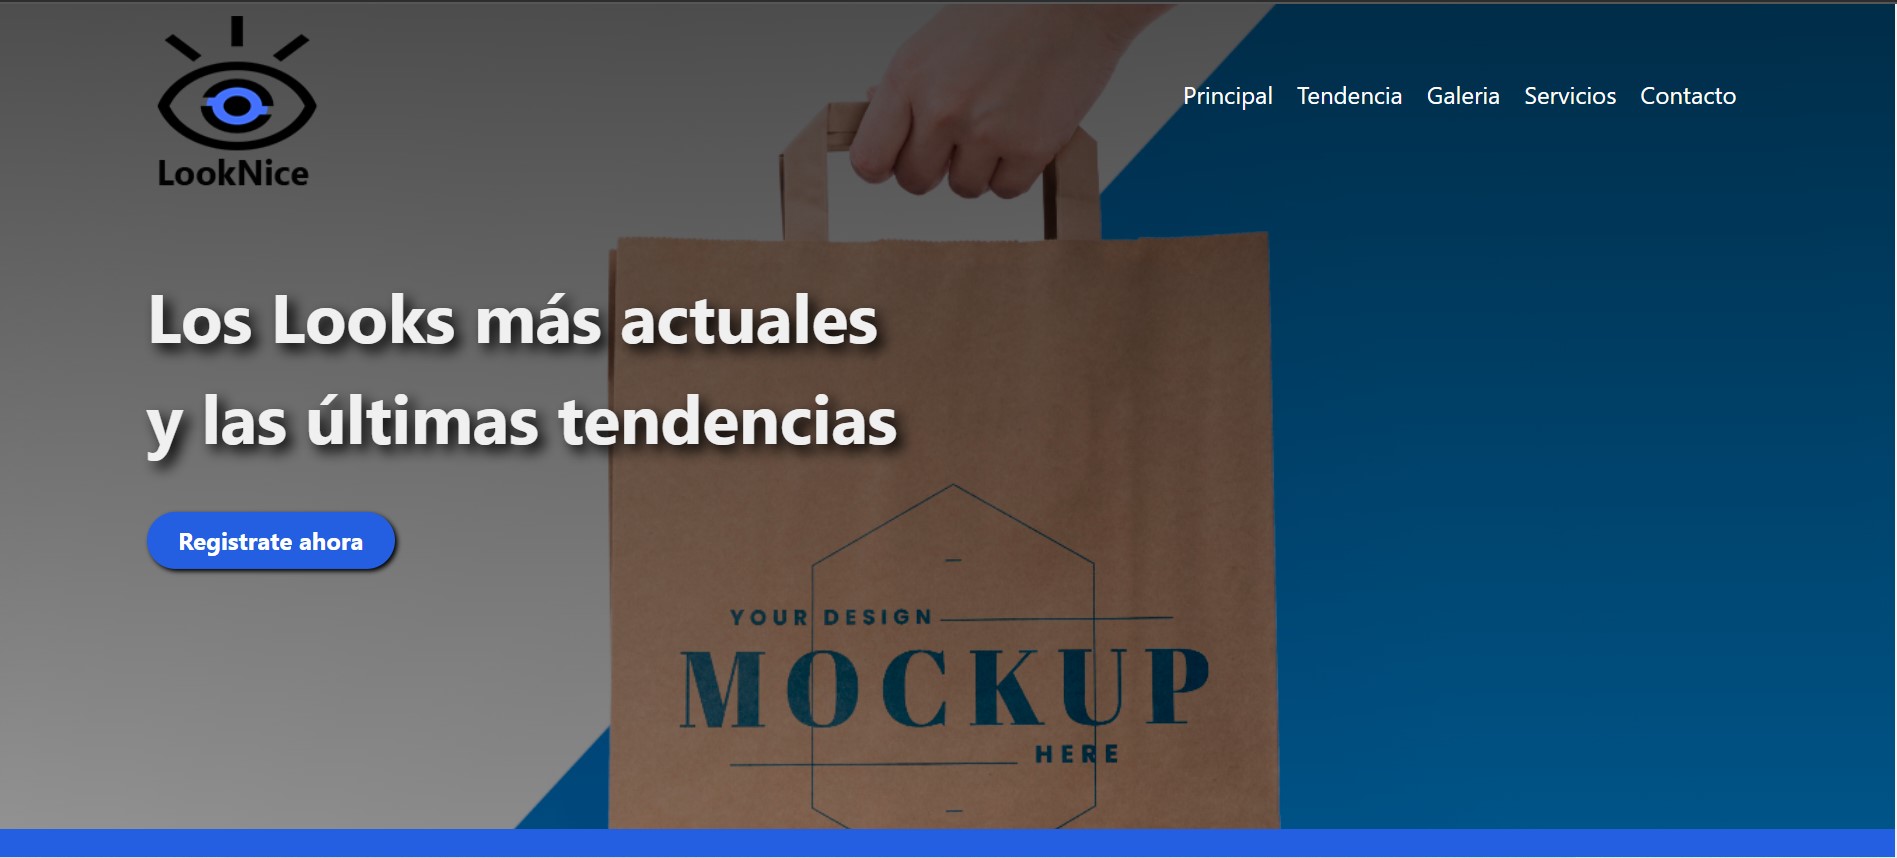 LookNice
Principal Tendencia Galeria Servicios Contacto
Los Looks más actuales
y las últimas tendencias
Registrate ahora
YOUR DESIGN
MOCKUP
HERE